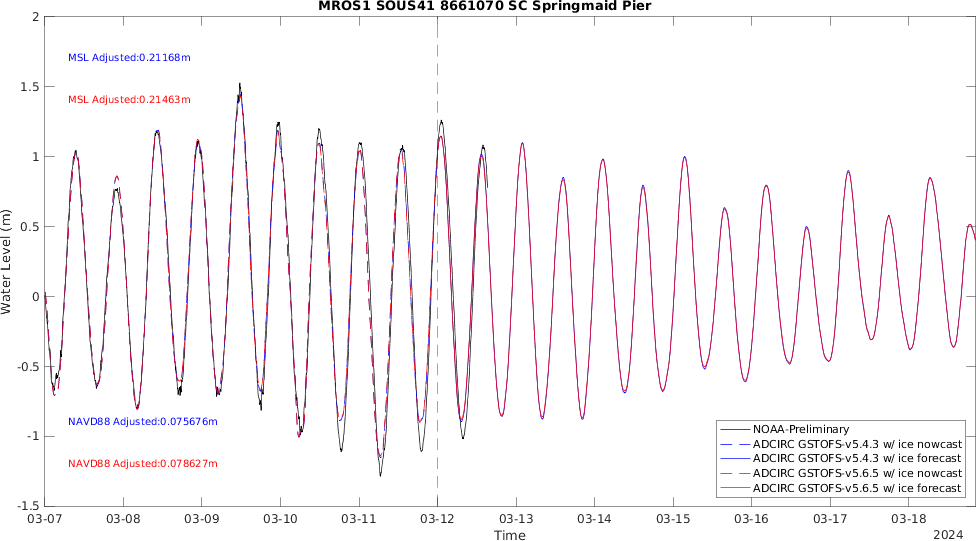 MROS1 SOUS41 8661070 SC Springmaid Pier
2
1.5
1
0.5
0
-0.5
-1
-1.5
Water Level (m)
MSL Adjusted:0.21168m
MSL Adjusted:0.21463m
NAVD88 Adjusted:0.075676m
NAVD88 Adjusted:0.078627m
NOAA-Preliminary
ADCIRC GSTOFS-v5.4.3 w/ ice nowcast
ADCIRC GSTOFS-v5.4.3 w/ ice forecast
ADCIRC GSTOFS-v5.6.5 w/ ice nowcast
ADCIRC GSTOFS-v5.6.5 w/ ice forecast
03-07 03-08 03-09 03-10 03-11 03-12 03-13 03-14 03-15 03-16 03-17 03-18
Time
2024